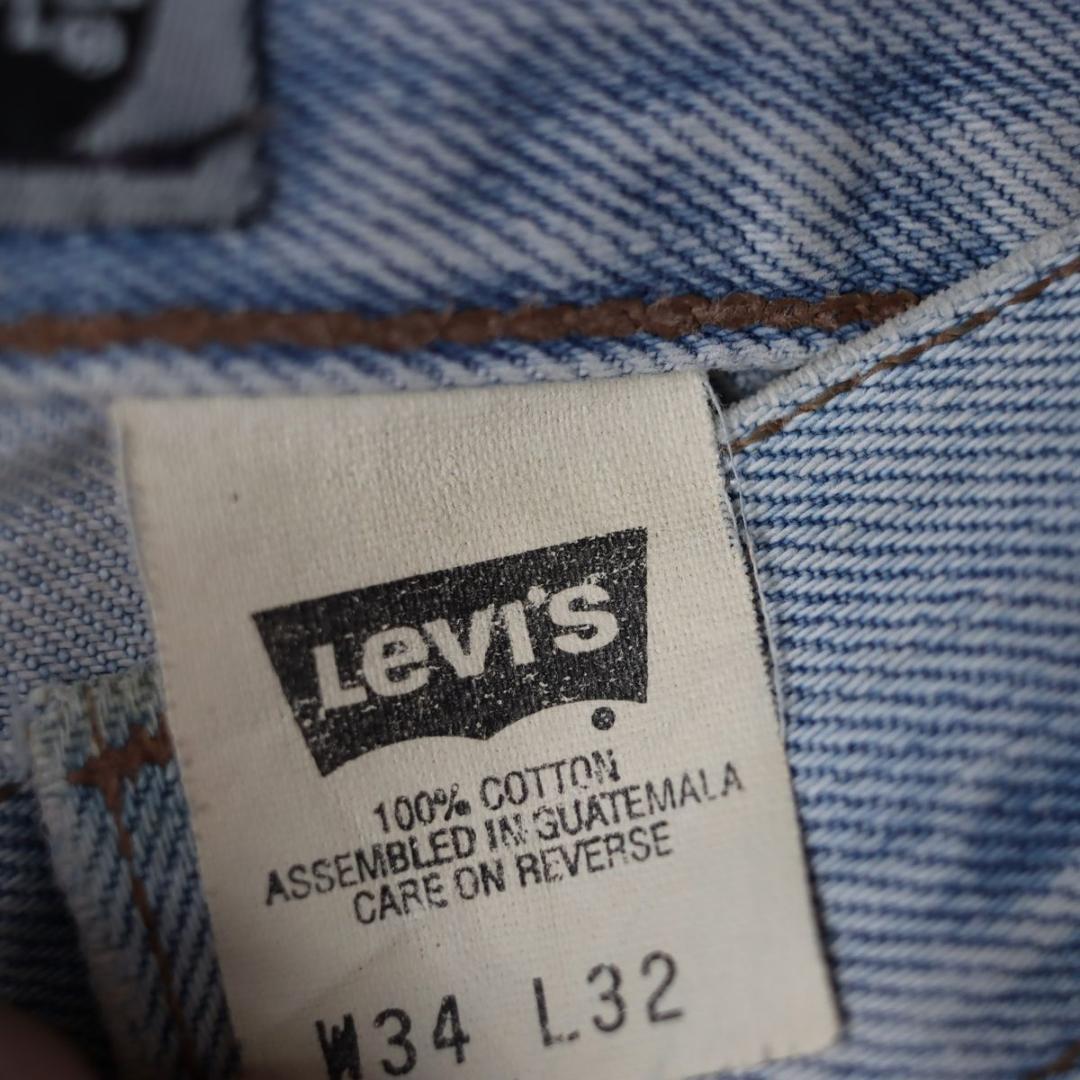 Levi's
100% COTTON
ASSEMBLED IN GUATEMALA
CARE ON REVERSE
W34 L32